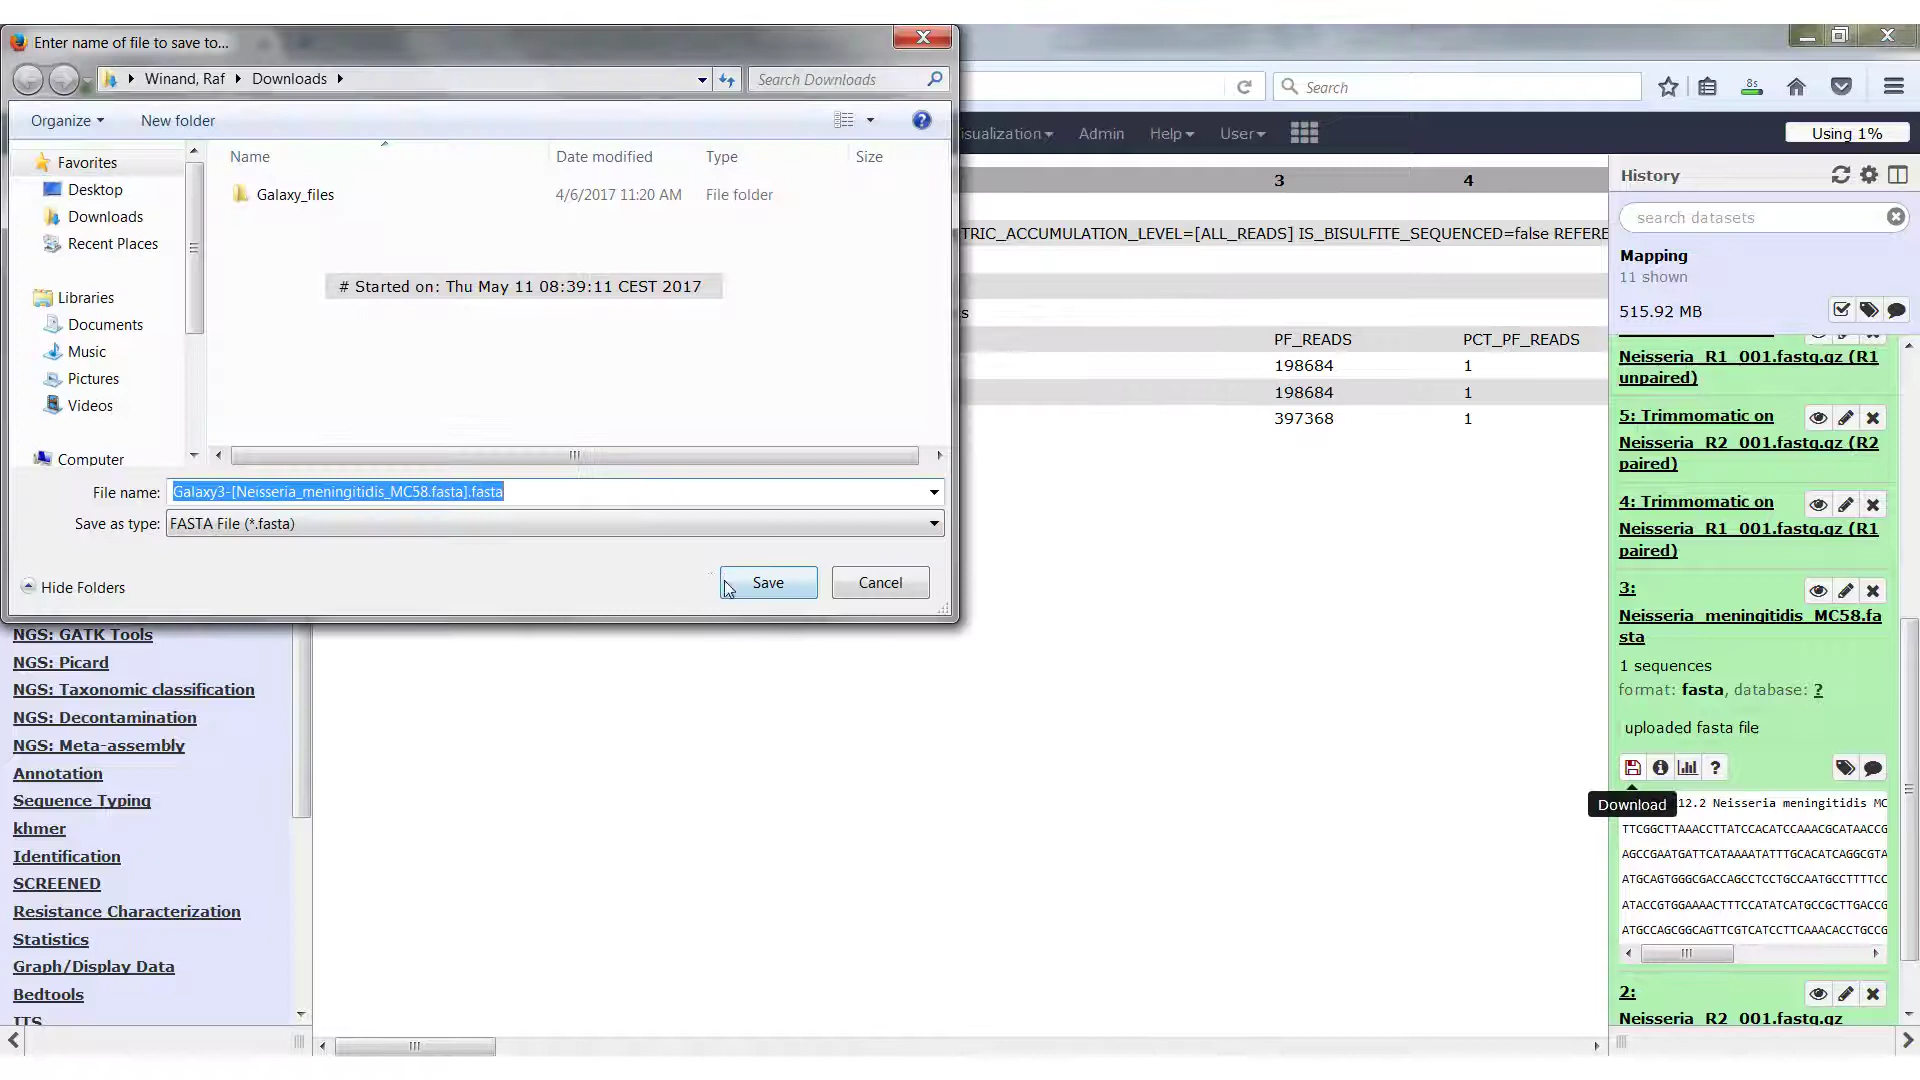 Enter name of file to save to...
Winand, Raf
Downloads
Search Downloads
Search
8s
Organize
New folder
isualization
Admin
Help
User
Using 1%
Name
Date modified
Type
Size
Favorites
Desktop
Downloads
Recent Places
Libraries
Documents
Music
Pictures
Videos
Computer
Galaxy_files
4/6/2017 11:20 AM
File folder
# Started on: Thu May 11 08:39:11 CEST 2017
File name:
Galaxy3-[Neisseria_meningitidis_MC58.fasta].fasta
Save as type:
FASTA File (*.fasta)
Hide Folders
Save
Cancel
3
4
TRIC_ACCUMULATION_LEVEL=[ALL_READS] IS_BISULFITE_SEQUENCED=false REFERE
s
PF_READS
PCT_PF_READS
198684
1
198684
1
397368
1
NGS: GATK Tools
NGS: Picard
NGS: Taxonomic classification
NGS: Decontamination
NGS: Meta-assembly
Annotation
Sequence Typing
khmer
Identification
SCREENED
Resistance Characterization
Statistics
Graph/Display Data
Bedtools
ITS
History
search datasets
Mapping
11 shown
515.92 MB
Neisseria_R1_001.fastq.gz (R1
unpaired)
5: Trimmomatic on
Neisseria_R2_001.fastq.gz (R2
paired)
4: Trimmomatic on
Neisseria_R1_001.fastq.gz (R1
paired)
3:
Neisseria_meningitidis_MC58.fa
sta
1 sequences
format: fasta, database: ?
uploaded fasta file
?
Download
12.2 Neisseria meningitidis MC
TTCGGCTTAAACCTTATCCACATCCAAACGCATAACCG
AGCCGAATGATTCATAAAATATTTGCACATCAGGCGTA
ATGCAGTGGGCGACCAGCCTCCTGCCAATGCCTTTTCC
ATACCGTGGAAAACTTTCCATATCATGCCGCTTGACCG
ATGCCAGCGGCAGTTCGTCATCCTTCAAACACCTGCCG
2:
Neisseria_R2_001.fastq.gz